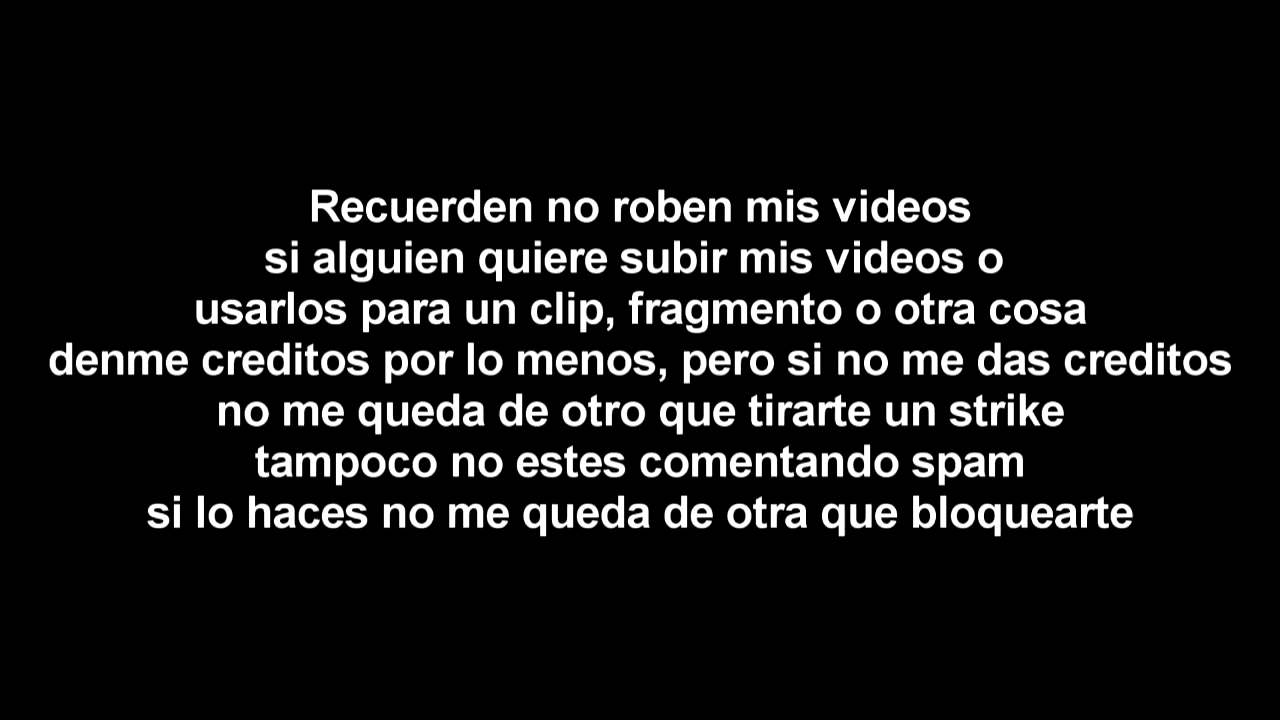 Recuerden no roben mis videos
si alguien quiere subir mis videos o
usarlos para un clip, fragmento o otra cosa
denme creditos por lo menos, pero si no me das creditos
no me queda de otro que tirarte un strike
tampoco no estes comentando spam
si lo haces no me queda de otra que bloquearte